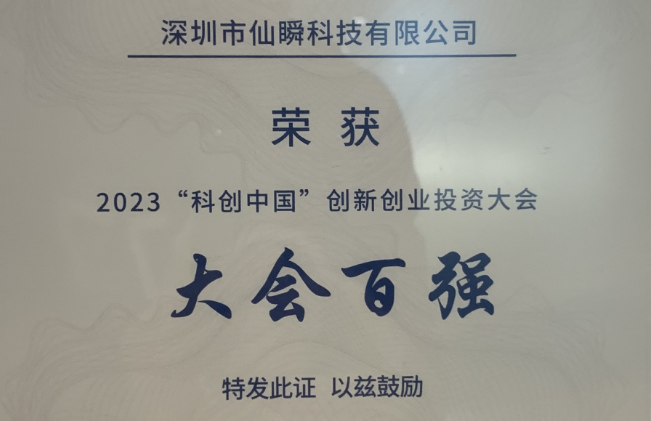 深圳市仙瞬科技有限公司
荣获
2023“科创中国”创新创业投资大会
大会百强
特发此证 以兹鼓励